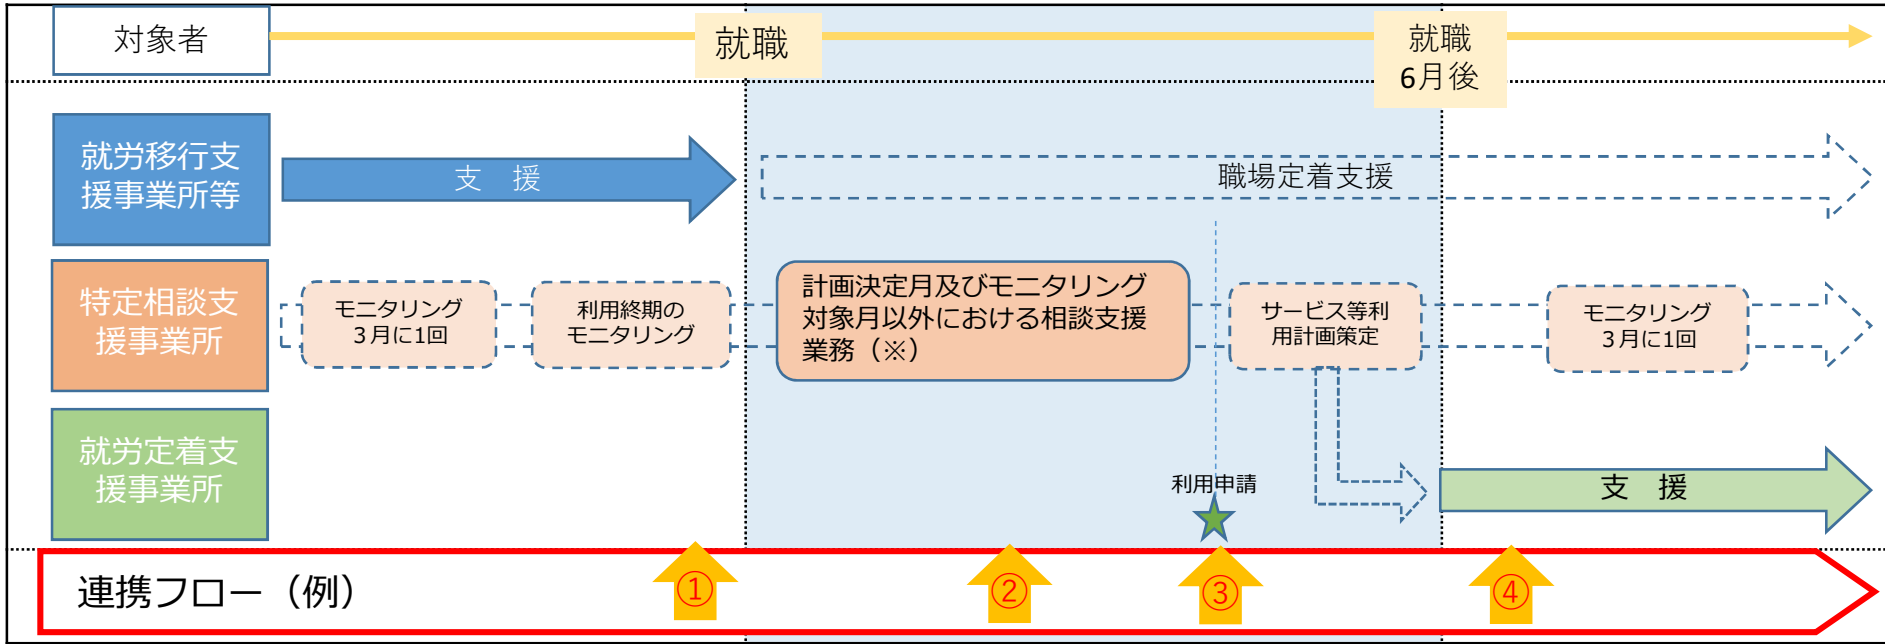 対象者
就職
就職
6月後
就労移行支
援事業所等
支　援
職場定着支援
特定相談支
援事業所
モニタリング
３月に1回
利用終期の
モニタリング
計画決定月及びモニタリング
対象月以外における相談支援
業務（※）
サービス等利
用計画策定
モニタリング
３月に1回
就労定着支
援事業所
利用申請
支　援
連携フロー（例）
①
②
③
④